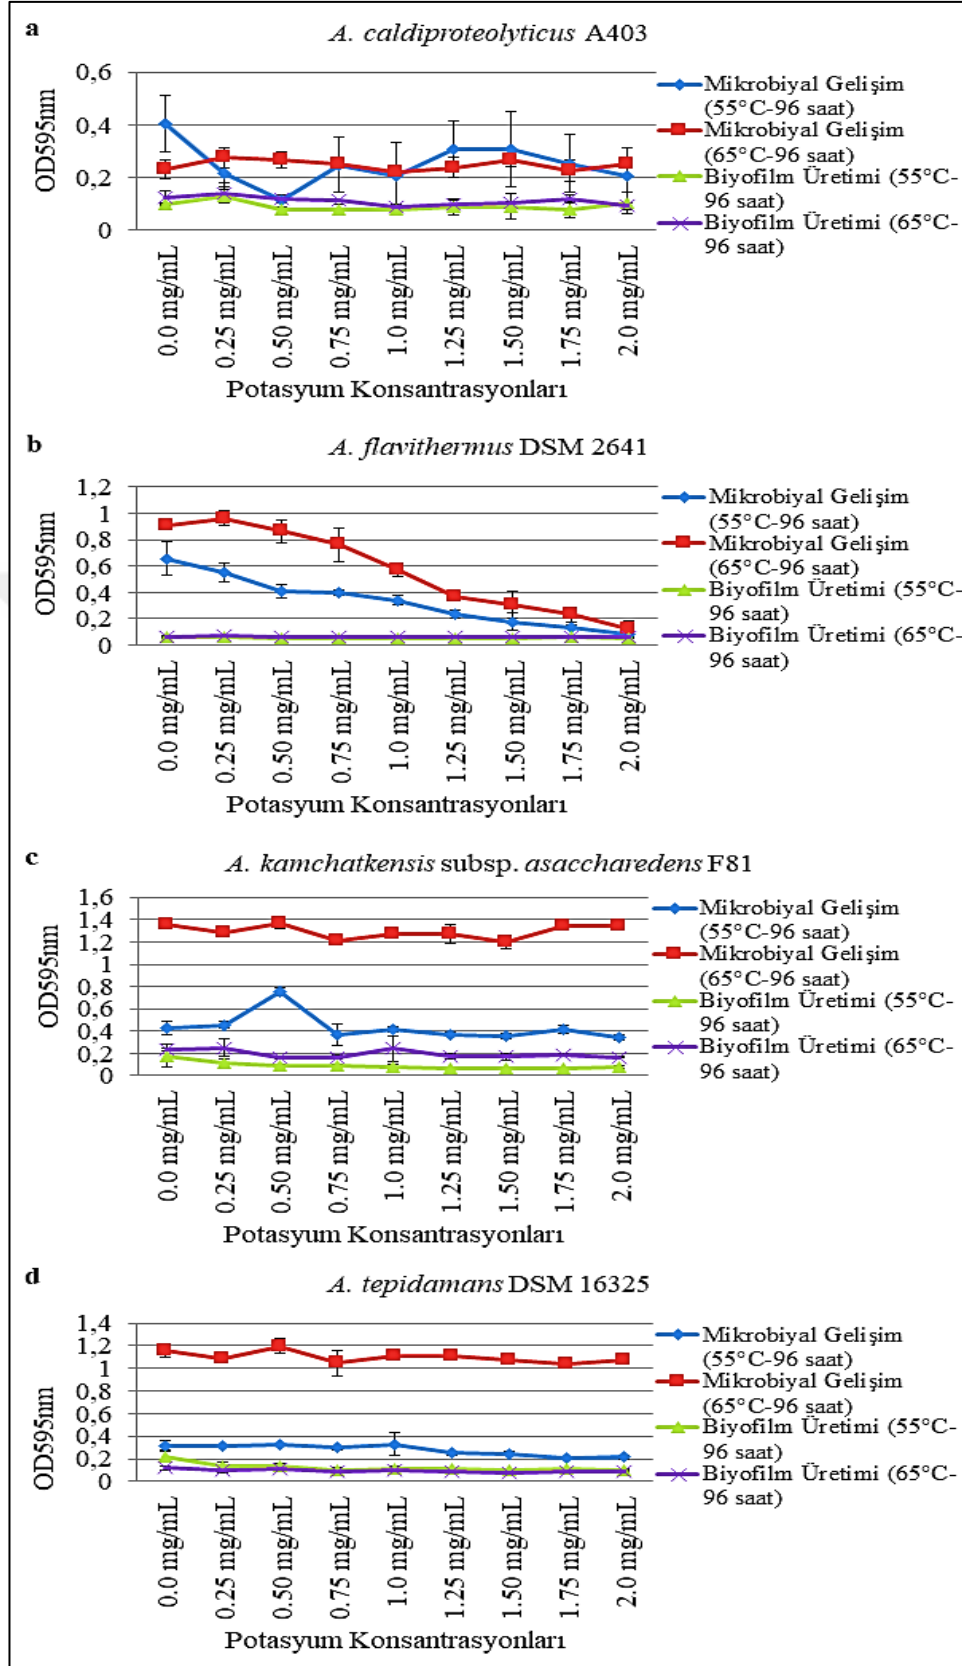 a
A. caldiproteolyticus A403
0,6
0,4
0,2
0
OD595nm
Mikrobiyal Gelişim
(55°C-96 saat)
Mikrobiyal Gelişim
(65°C-96 saat)
Biyofilm Üretimi (55°C-
96 saat)
Biyofilm Üretimi (65°C-
96 saat)
0.0 mg/mL
0.25 mg/mL
0.50 mg/mL
0.75 mg/mL
1.0 mg/mL
1.25 mg/mL
1.50 mg/mL
1.75 mg/mL
2.0 mg/mL
Potasyum Konsantrasyonları
b
A. flavithermus DSM 2641
1,2
1
0,8
0,6
0,4
0,2
0
OD595nm
Mikrobiyal Gelişim
(55°C-96 saat)
Mikrobiyal Gelişim
(65°C-96 saat)
Biyofilm Üretimi (55°C-
96 saat)
Biyofilm Üretimi (65°C-
96 saat)
0.0 mg/mL
0.25 mg/mL
0.50 mg/mL
0.75 mg/mL
1.0 mg/mL
1.25 mg/mL
1.50 mg/mL
1.75 mg/mL
2.0 mg/mL
Potasyum Konsantrasyonları
c
A. kamchatkensis subsp. asaccharedens F81
1,6
1,4
1,2
1
0,8
0,6
0,4
0,2
0
OD595nm
Mikrobiyal Gelişim
(55°C-96 saat)
Mikrobiyal Gelişim
(65°C-96 saat)
Biyofilm Üretimi (55°C-
96 saat)
Biyofilm Üretimi (65°C-
96 saat)
0.0 mg/mL
0.25 mg/mL
0.50 mg/mL
0.75 mg/mL
1.0 mg/mL
1.25 mg/mL
1.50 mg/mL
1.75 mg/mL
2.0 mg/mL
Potasyum Konsantrasyonları
d
A. tepidamans DSM 16325
1,4
1,2
1
0,8
0,6
0,4
0,2
0
OD595nm
Mikrobiyal Gelişim
(55°C-96 saat)
Mikrobiyal Gelişim
(65°C-96 saat)
Biyofilm Üretimi (55°C-
96 saat)
Biyofilm Üretimi (65°C-
96 saat)
0.0 mg/mL
0.25 mg/mL
0.50 mg/mL
0.75 mg/mL
1.0 mg/mL
1.25 mg/mL
1.50 mg/mL
1.75 mg/mL
2.0 mg/mL
Potasyum Konsantrasyonları